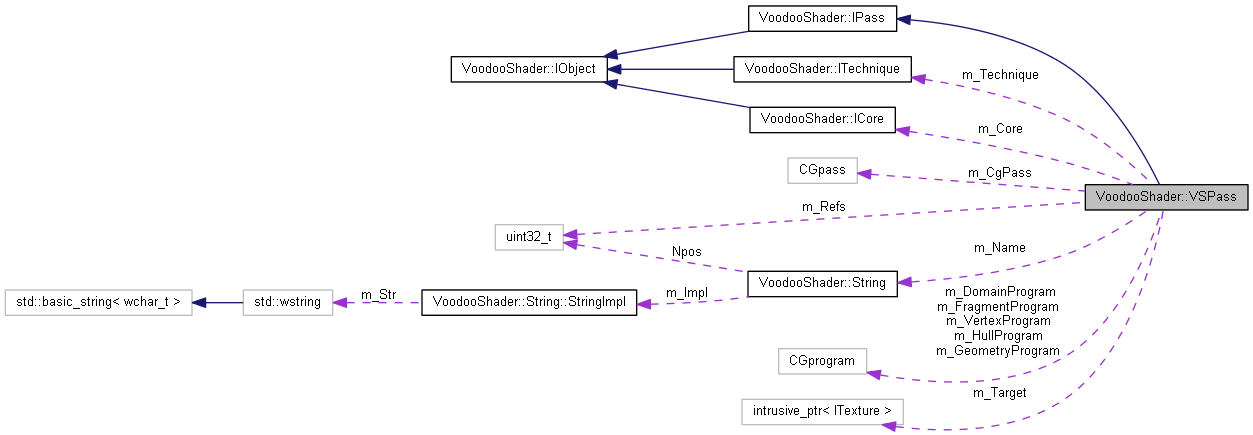 VoodooShader::IPass
VoodooShader::IObject
VoodooShader::ITechnique
m_Technique
VoodooShader::ICore
m_Core
CGpass
m_CgPass
VoodooShader::VSPass
m_Refs
uint32_t
Npos
m_Name
VoodooShader::String
std::basic_string< wchar_t >
std::wstring
m_Str
VoodooShader::String::StringImpl
m_Impl
m_DomainProgram
m_FragmentProgram
m_VertexProgram
m_HullProgram
m_GeometryProgram
CGprogram
m_Target
intrusive_ptr< ITexture >